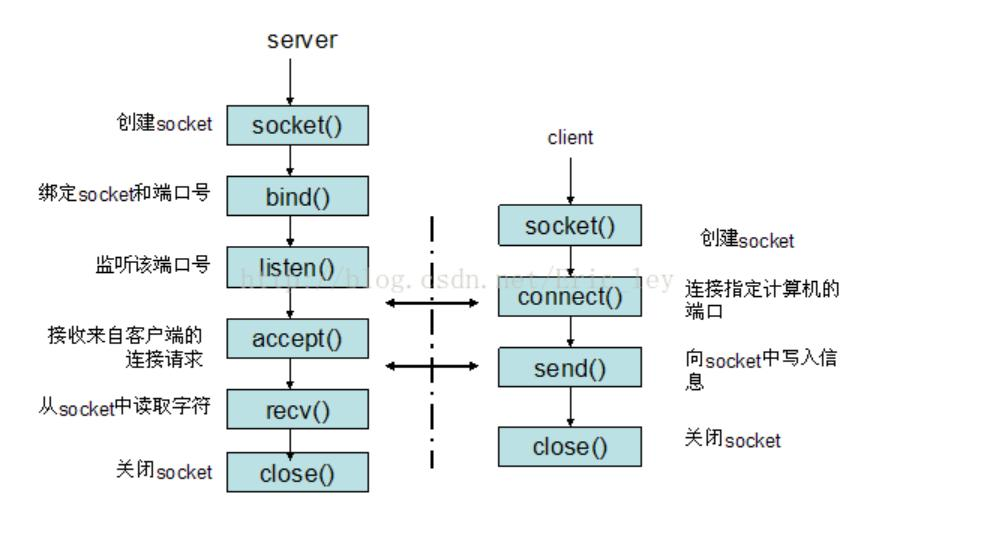 server
创建socket
socket()
绑定socket和端口号
bind()
监听该端口号
listen()
接收来自客户端的
连接请求
accept()
从socket中读取字符
recv()
关闭socket
close()
client
socket()
创建socket
connect()
连接指定计算机的
端口
send()
向socket中写入信
息
close()
关闭socket
http://blog.csdn.net/Eric_ley